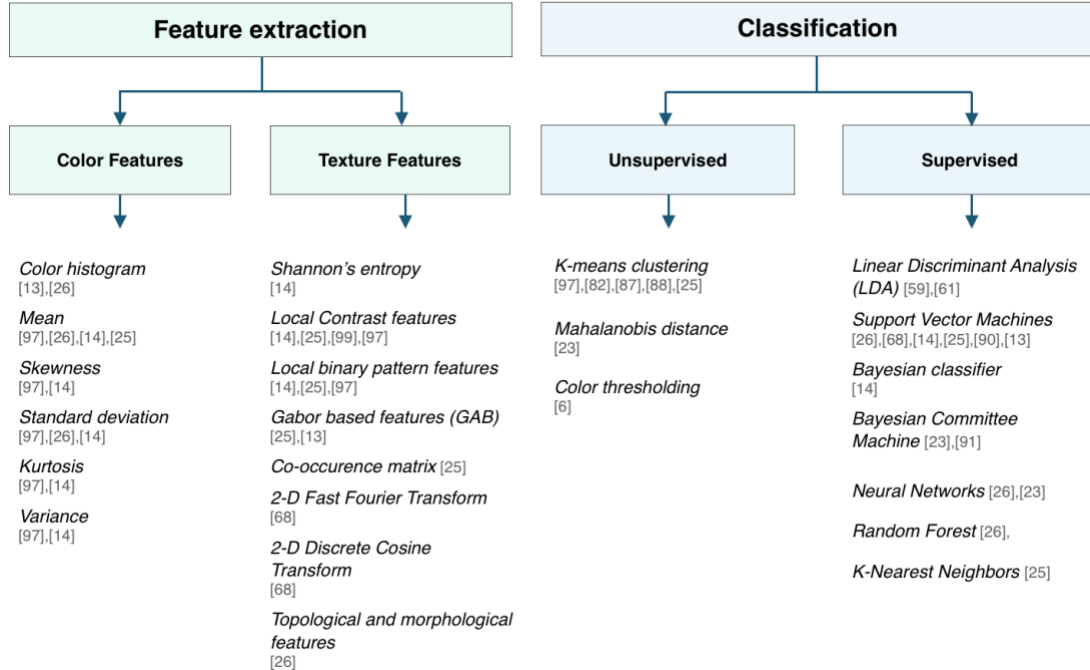 Feature extraction
Classification
Color Features
Texture Features
Unsupervised
Supervised
Color histogram
[13],[26]
Mean
[97],[26],[14],[25]
Skewness
[97],[14]
Standard deviation
[97],[26],[14]
Kurtosis
[97],[14]
Variance
[97],[14]
Shannon's entropy
[14]
Local Contrast features
[14],[25],[99],[97]
Local binary pattern features
[14],[25],[97]
Gabor based features (GAB)
[25],[13]
Co-occurence matrix [25]
2-D Fast Fourier Transform
[68]
2-D Discrete Cosine
Transform
[68]
Topological and morphological
features
[26]
K-means clustering
[97],[82],[87],[88],[25]
Mahalanobis distance
[23]
Color thresholding
[6]
Linear Discriminant Analysis
(LDA) [59],[61]
Support Vector Machines
[26],[68],[14],[25],[90],[13]
Bayesian classifier
[14]
Bayesian Committee
Machine [23],[91]
Neural Networks [26],[23]
Random Forest [26],
K-Nearest Neighbors [25]